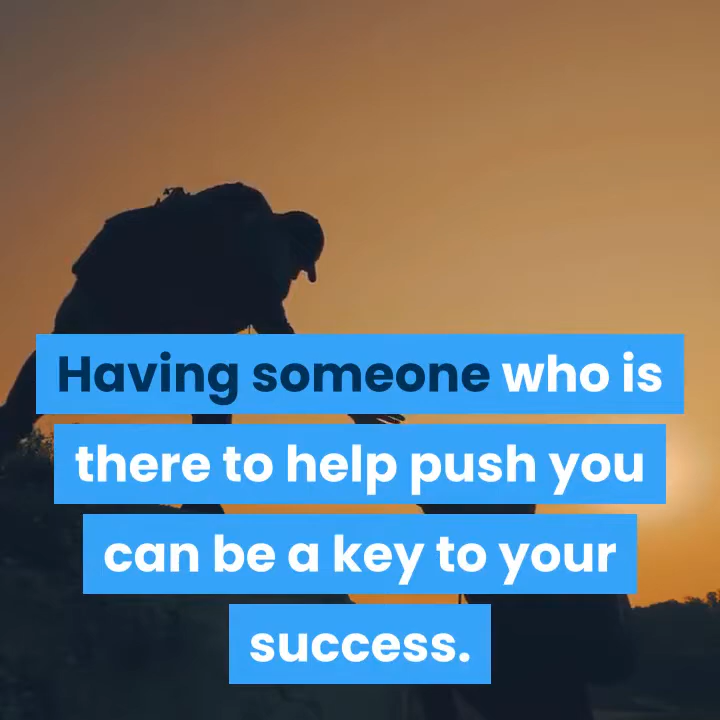 Having someone who is
there to help push you
can be a key to your
success.